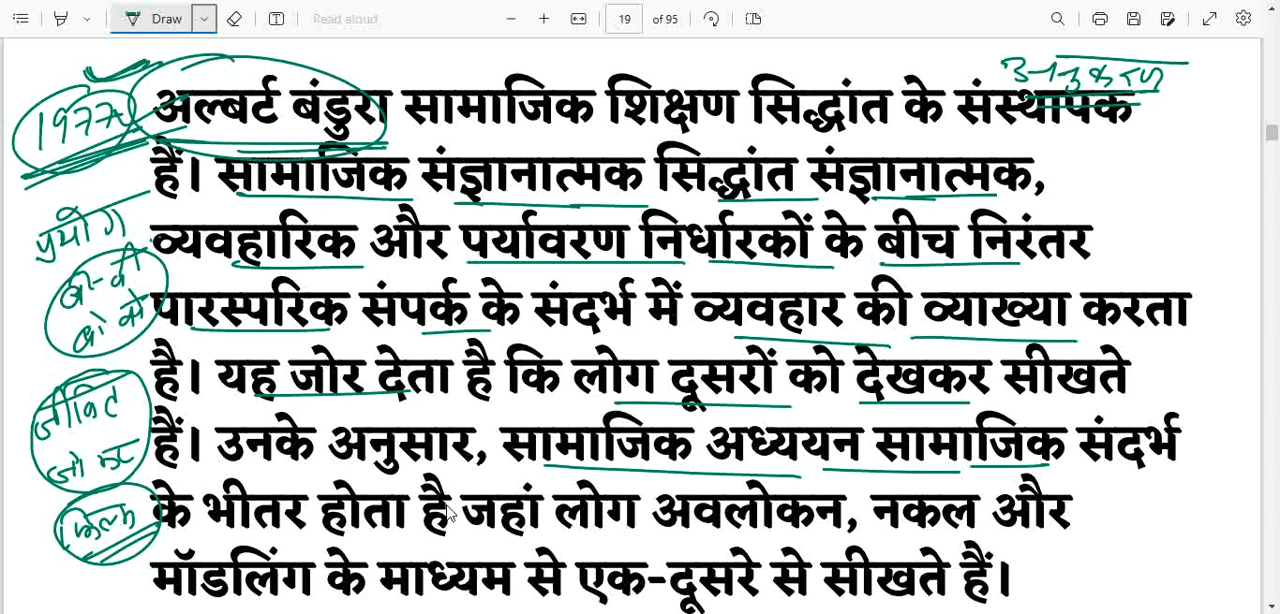 Draw
Read aloud
19 of 95
अनुकरण
1977
अल्बर्ट बंडुरा सामाजिक शिक्षण सिद्धांत के संस्थापक
हैं। सामाजिक संज्ञानात्मक सिद्धांत संज्ञानात्मक,
प्रयोग
व्यवहारिक और पर्यावरण निर्धारकों के बीच निरंतर
पारस्परिक संपर्क के संदर्भ में व्यवहार की व्याख्या करता
है। यह जोर देता है कि लोग दूसरों को देखकर सीखते
जीवित
हैं। उनके अनुसार, सामाजिक अध्ययन सामाजिक संदर्भ
के भीतर होता है जहां लोग अवलोकन, नकल और
फिल्म
मॉडलिंग के माध्यम से एक-दूसरे से सीखते हैं।